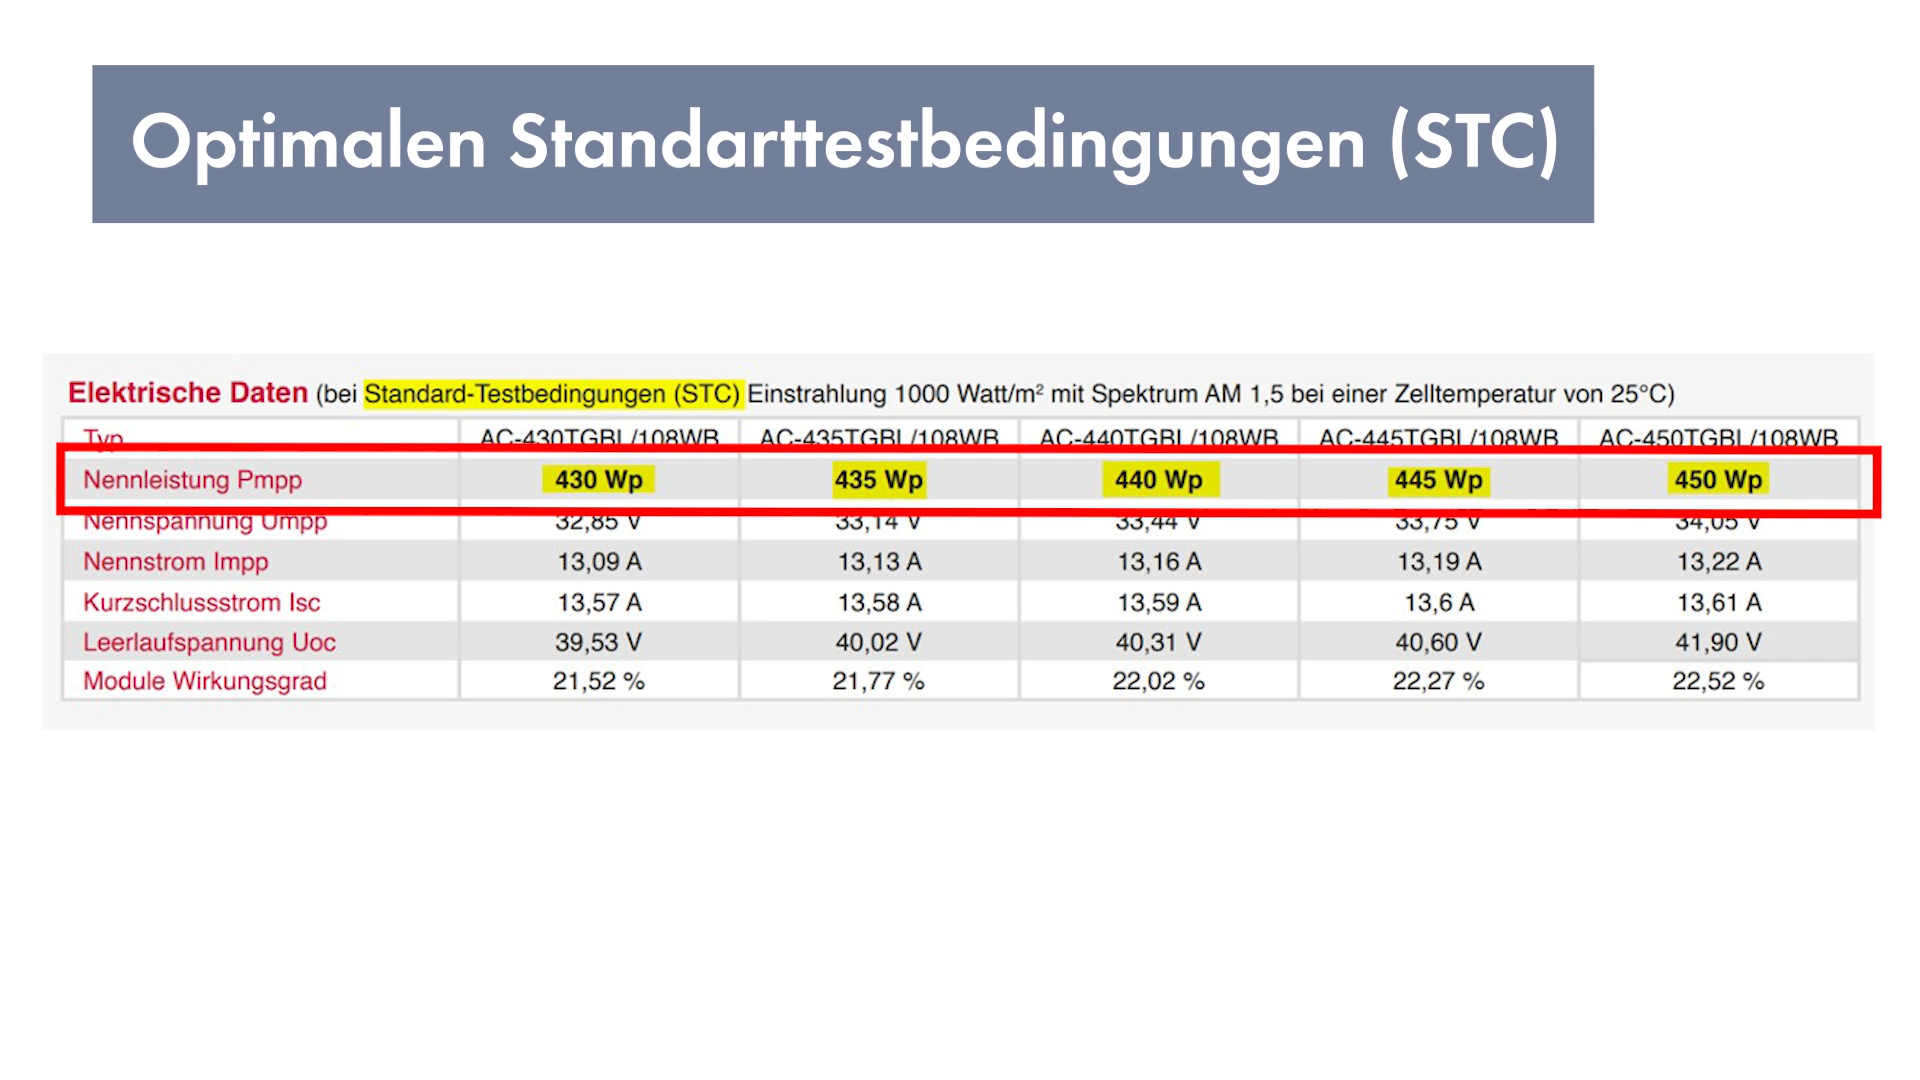 Optimalen Standarttestbedingungen (STC)
Elektrische Daten (bei Standard-Testbedingungen (STC) Einstrahlung 1000 Watt/m² mit Spektrum AM 1,5 bei einer Zelltemperatur von 25°C)
Typ AC-430TGBL/108WB AC-435TGBL/108WB AC-440TGBL/108WB AC-445TGBL/108WB AC-450TGBL/108WB
Nennleistung Pmpp 430 Wp 435 Wp 440 Wp 445 Wp 450 Wp
Nennspannung Umpp 32,85 V 33,14 V 33,44 V 33,75 V 34,05 V
Nennstrom Impp 13,09 A 13,13 A 13,16 A 13,19 A 13,22 A
Kurzschlussstrom Isc 13,57 A 13,58 A 13,59 A 13,6 A 13,61 A
Leerlaufspannung Uoc 39,53 V 40,02 V 40,31 V 40,60 V 41,90 V
Module Wirkungsgrad 21,52 % 21,77 % 22,02 % 22,27 % 22,52 %